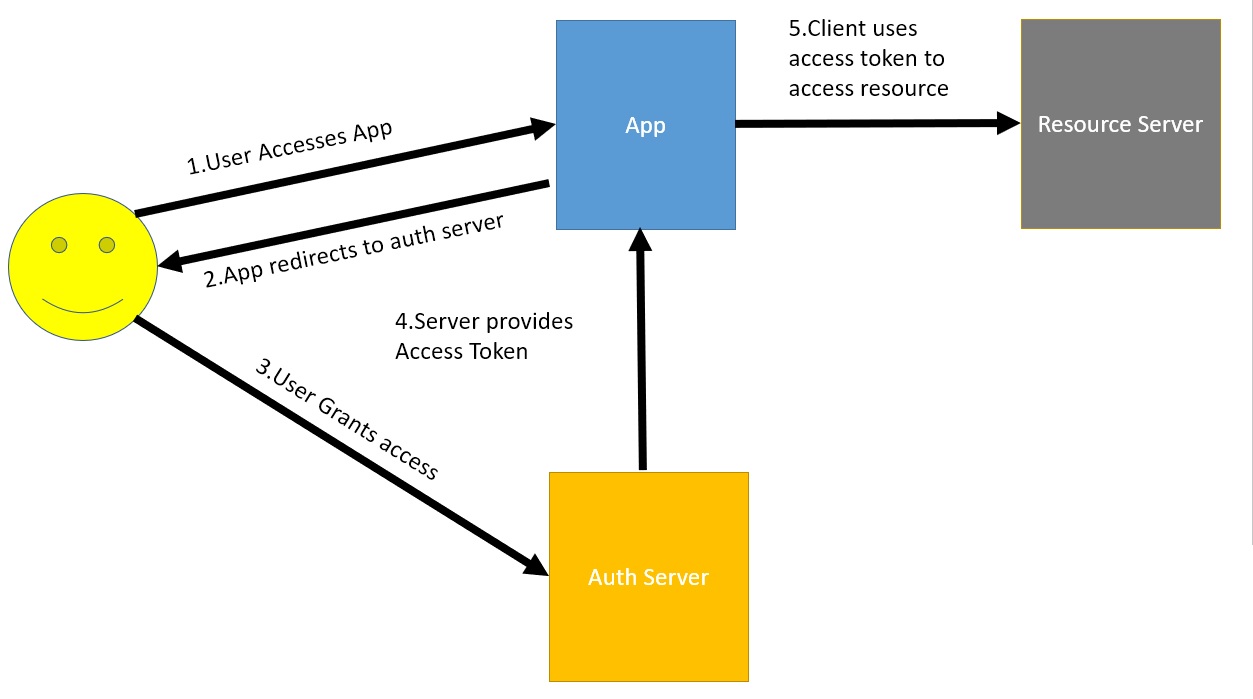 1.User Accesses App
App
5.Client uses
access token to
access resource
Resource Server
2.App redirects to auth server
4.Server provides
Access Token
3.User Grants access
Auth Server